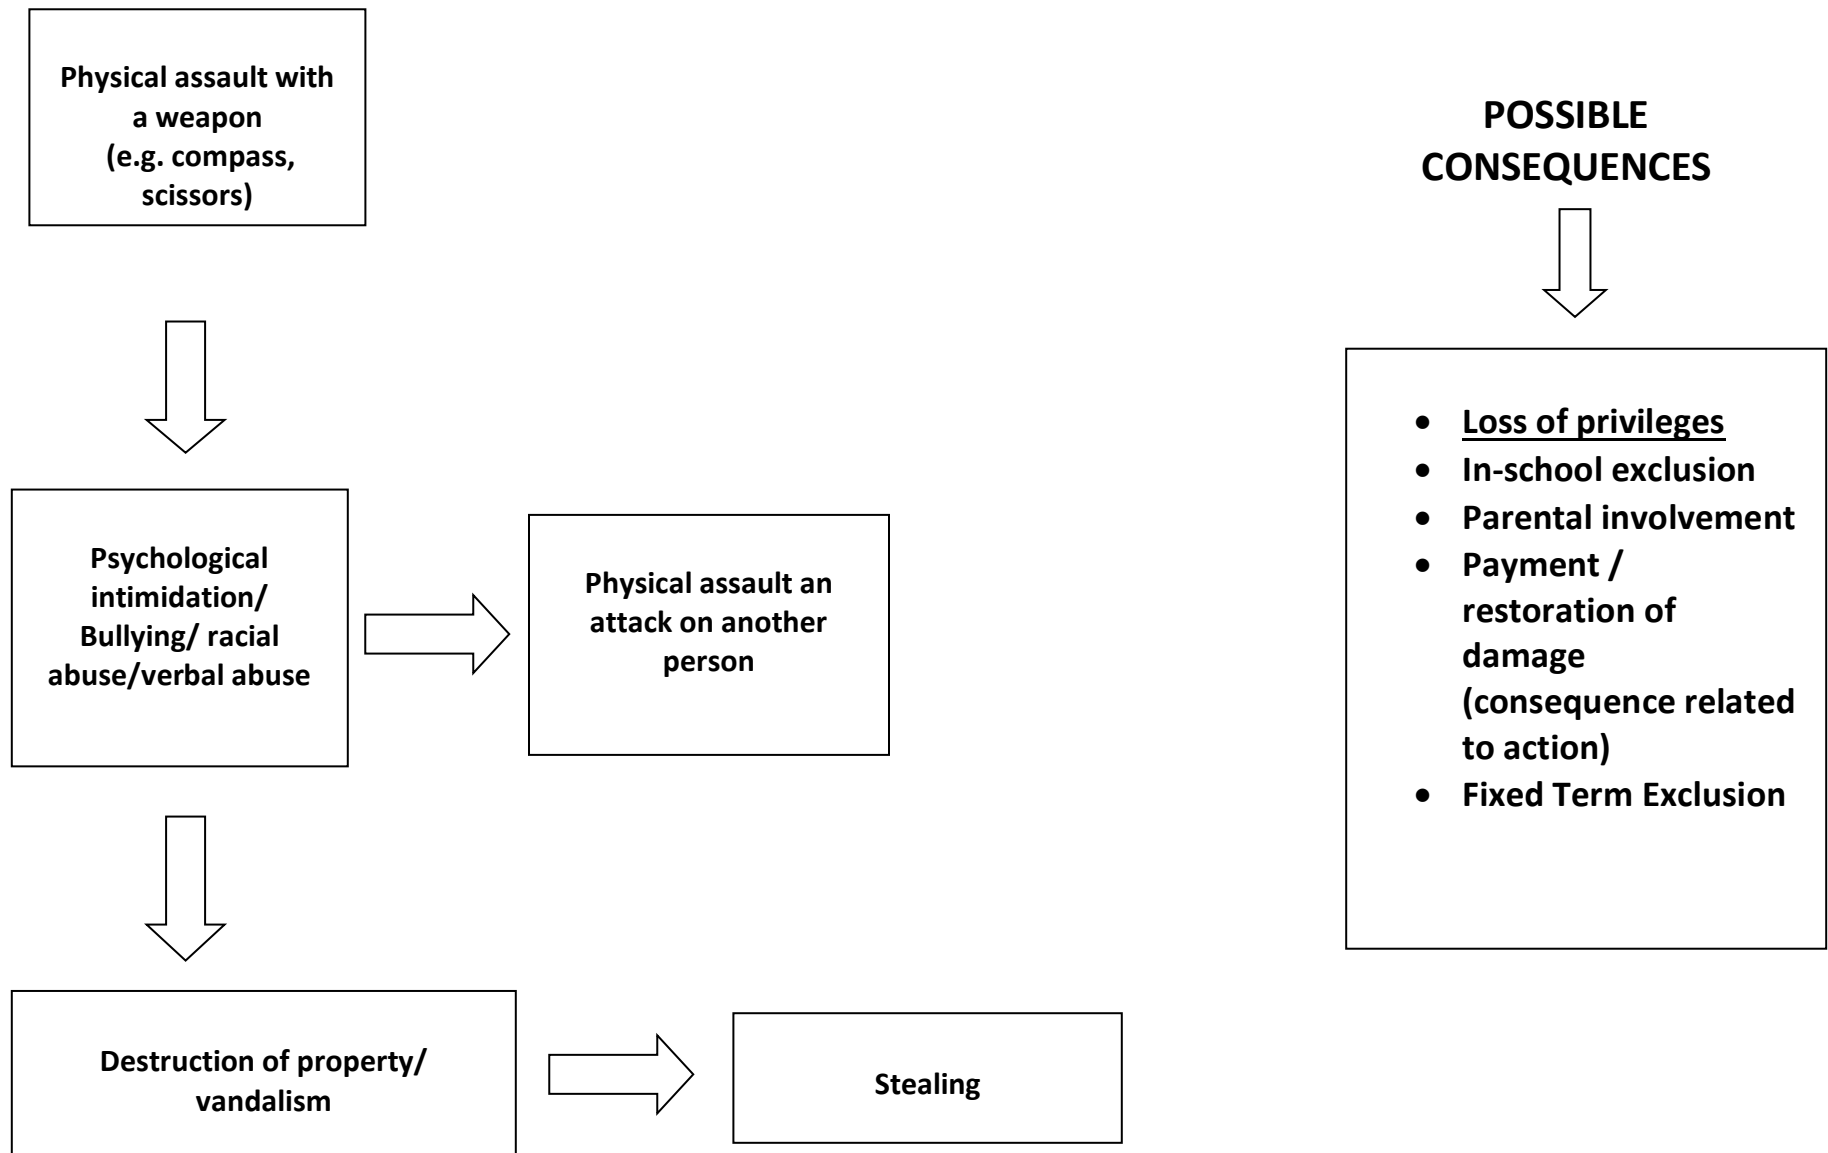 Physical assault with
a weapon
(e.g. compass,
scissors)
POSSIBLE
CONSEQUENCES
Psychological
intimidation/
Bullying/ racial
abuse/verbal abuse
Physical assault an
attack on another
person
• Loss of privileges
• In-school exclusion
• Parental involvement
• Payment /
restoration of
damage
(consequence related
to action)
• Fixed Term Exclusion
Destruction of property/
vandalism
Stealing